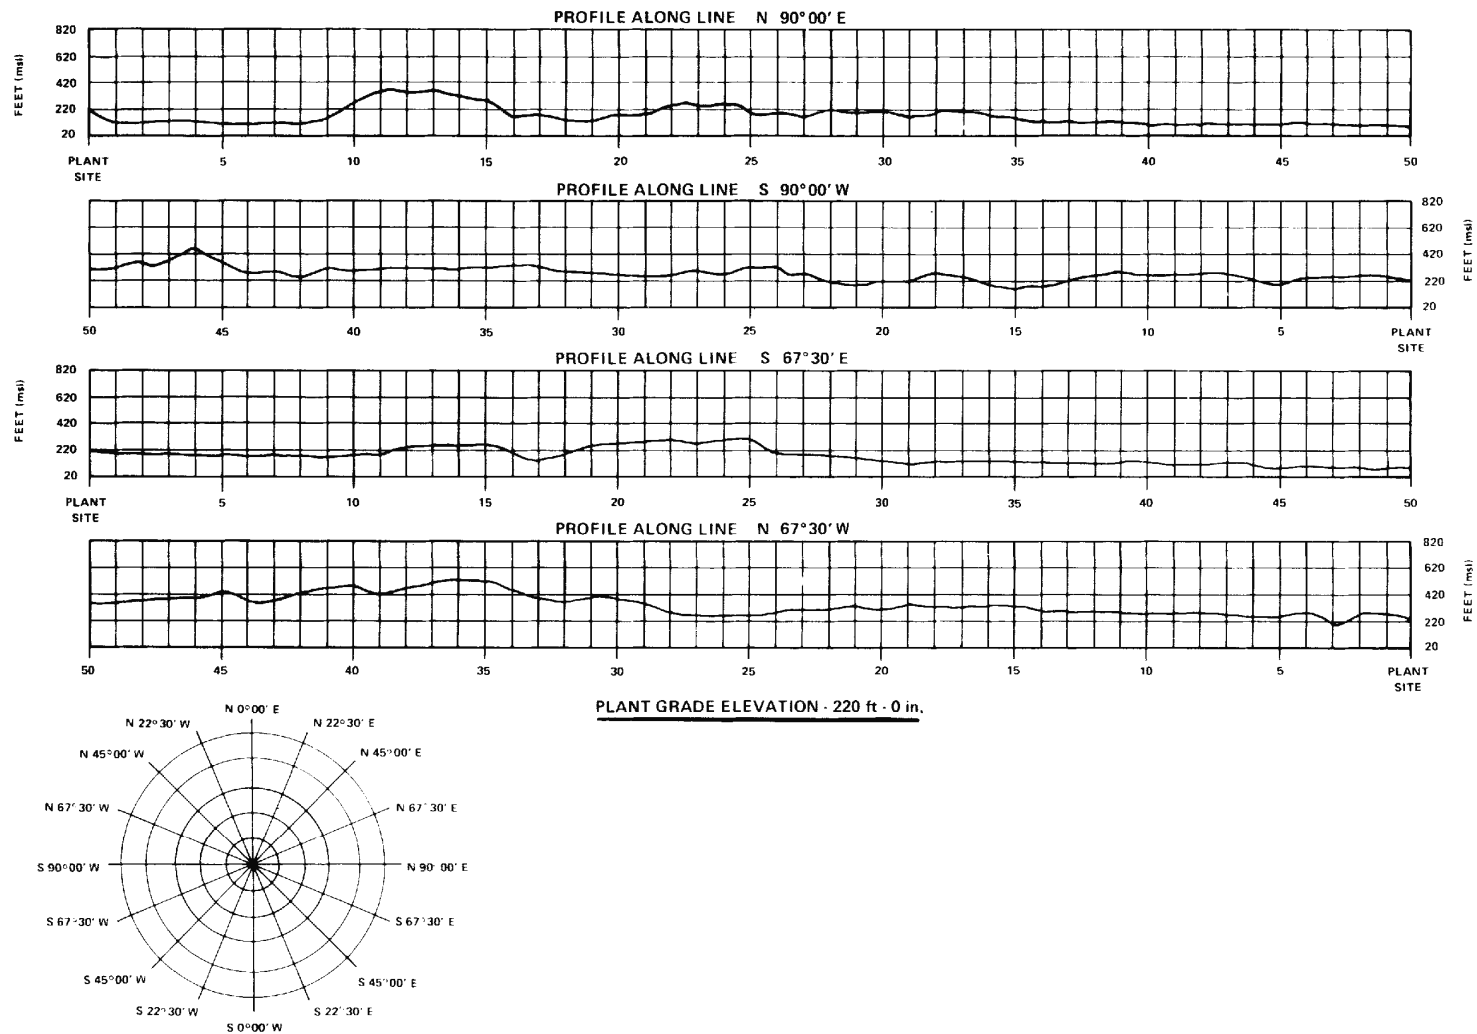 PROFILE ALONG LINE N 90°00' E
FEET (msl)
820
620
420
220
20
PLANT SITE 5 10 15 20 25 30 35 40 45 50
PROFILE ALONG LINE S 90°00' W
820
620
420
220
20
FEET (msl)
50 45 40 35 30 25 20 15 10 5 PLANT SITE
PROFILE ALONG LINE S 67°30' E
FEET (msl)
820
620
420
220
20
PLANT SITE 5 10 15 20 25 30 35 40 45 50
PROFILE ALONG LINE N 67°30' W
820
620
420
220
20
FEET (msl)
50 45 40 35 30 25 20 15 10 5 PLANT SITE
PLANT GRADE ELEVATION - 220 ft - 0 in.
N 0°00' E
N 22°30' W
N 22°30' E
N 45°00' W
N 45°00' E
N 67°30' W
N 67°30' E
S 90°00' W
N 90°00' E
S 67°30' W
S 67°30' E
S 45°00' W
S 45°00' E
S 22°30' W
S 22°30' E
S 0°00' W